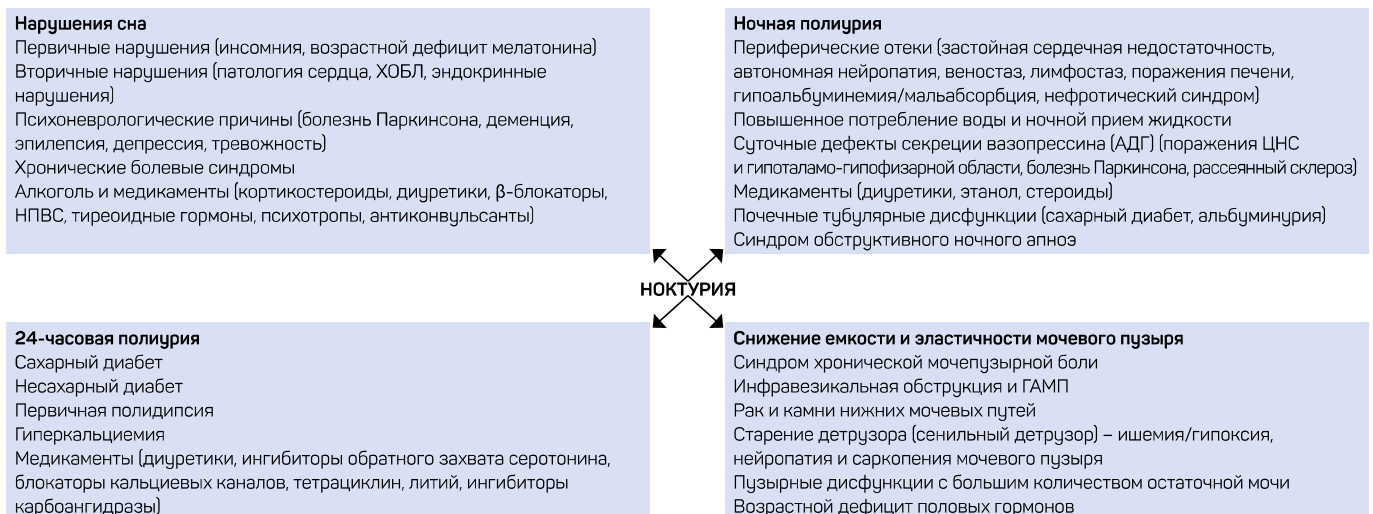 Нарушения сна
Первичные нарушения (инсомния, возрастной дефицит мелатонина)
Вторичные нарушения (патология сердца, ХОБЛ, эндокринные
нарушения)
Психоневрологические причины (болезнь Паркинсона, деменция,
эпилепсия, депрессия, тревожность)
Хронические болевые синдромы
Алкоголь и медикаменты (кортикостероиды, диуретики, β-блокаторы,
НПВС, тиреоидные гормоны, психотропы, антиконвульсанты)
Ночная полиурия
Периферические отеки (застойная сердечная недостаточность,
автономная нейропатия, веностаз, лимфостаз, поражения печени,
гипоальбуминемия/мальабсорбция, нефротический синдром)
Повышенное потребление воды и ночной прием жидкости
Суточные дефекты секреции вазопрессина (АДГ) (поражения ЦНС
и гипоталамо-гипофизарной области, болезнь Паркинсона, рассеянный склероз)
Медикаменты (диуретики, этанол, стероиды)
Почечные тубулярные дисфункции (сахарный диабет, альбуминурия)
Синдром обструктивного ночного апноэ
НОКТУРИЯ
24-часовая полиурия
Сахарный диабет
Несахарный диабет
Первичная полидипсия
Гиперкальциемия
Медикаменты (диуретики, ингибиторы обратного захвата серотонина,
блокаторы кальциевых каналов, тетрациклин, литий, ингибиторы
карбоангидразы)
Снижение емкости и эластичности мочевого пузыря
Синдром хронической мочепузырной боли
Инфравезикальная обструкция и ГАМП
Рак и камни нижних мочевых путей
Старение детрузора (сенильный детрузор) – ишемия/гипоксия,
нейропатия и саркопения мочевого пузыря
Пузырные дисфункции с большим количеством остаточной мочи
Возрастной дефицит половых гормонов